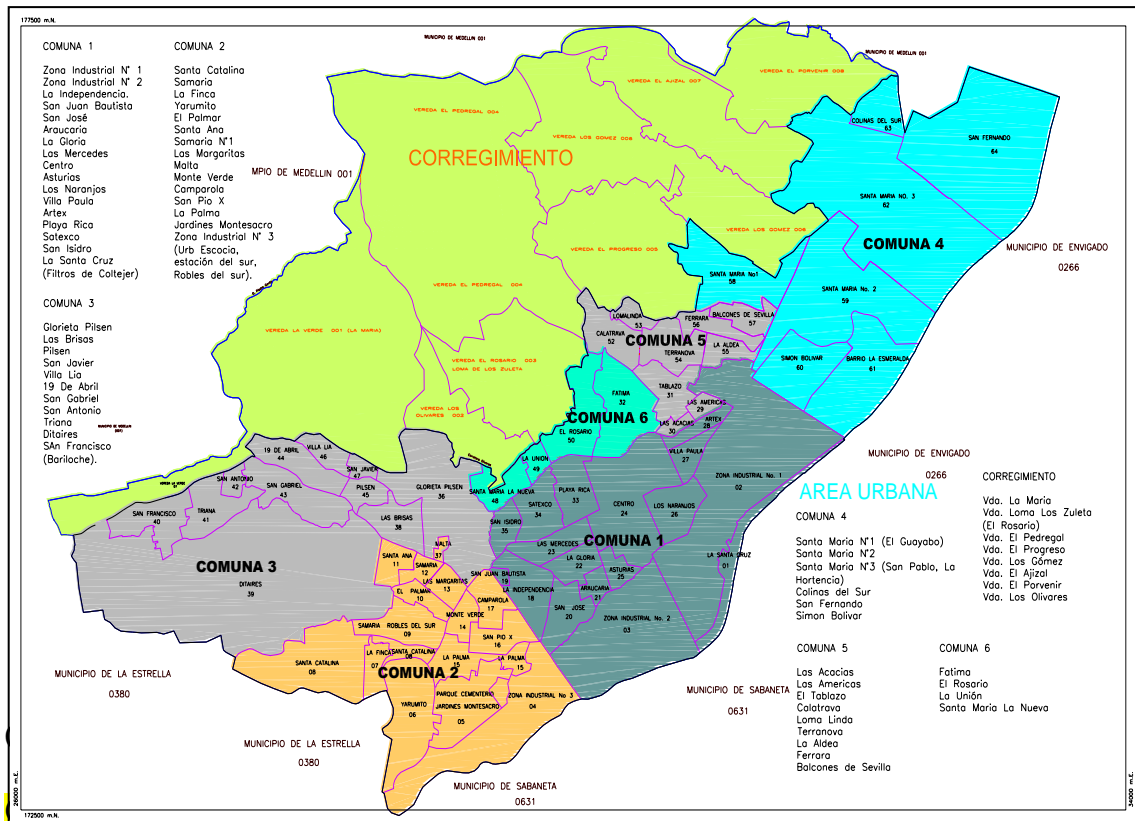 177500 m.N.
MUNICIPIO DE MEDELLIN 001
MUNICIPIO DE MEDELLIN 001
COMUNA 1
Zona Industrial N° 1
Zona Industrial N° 2
La Independencia.
San Juan Bautista
San José
Araucaria
La Gloria
Las Mercedes
Centro
Asturias
Los Naranjos
Villa Paula
Artex
Playa Rica
Satexco
San Isidro
La Santa Cruz
(Filtros de Coltejer)
COMUNA 2
Santa Catalina
Samaria
La Finca
Yarumito
El Palmar
Santa Ana
Samaria N°1
Las Margaritas
Malta
Monte Verde
Camparola
San Pio X
La Palma
Jardines Montesacro
Zona Industrial N° 3
(Urb Escocia,
estación del sur,
Robles del sur).
COMUNA 3
Glorieta Pilsen
Las Brisas
Pilsen
San Javier
Villa Lia
19 De Abril
San Gabriel
San Antonio
Triana
Ditaires
SAn Francisco
(Bariloche).
MPIO DE MEDELLIN 001
CORREGIMIENTO
VEREDA EL PEDREGAL 004
VEREDA EL AJIZAL 007
VEREDA EL PORVENIR 008
VEREDA LOS GOMEZ 006
VEREDA LOS GOMEZ 006
VEREDA EL PROGRESO 005
VEREDA EL PEDREGAL 004
VEREDA LA VERDE 001 (LA MARIA)
VEREDA EL ROSARIO 003
LOMA DE LOS ZULETA
VEREDA LOS
OLIVARES 002
MUNICIPIO DE MEDELLIN
(001)
COLINAS DEL SUR
63
SAN FERNANDO
64
SANTA MARIA NO. 3
62
COMUNA 4
SANTA MARIA No1
58
SANTA MARIA No. 2
59
SIMON BOLIVAR
60
BARRIO LA ESMERALDA
61
MUNICIPIO DE ENVIGADO
0266
LOMALINDA
53
FERRARA
56
BALCONES DE SEVILLA
57
CALATRAVA
52
COMUNA 5
TERRANOVA
54
LA ALDEA
55
TABLAZO
31
LAS AMERICAS
29
LAS ACACIAS
30
FATIMA
32
COMUNA 6
EL ROSARIO
50
LA UNION
49
SANTA MARIA LA NUEVA
48
ARTEX
28
VILLA PAULA
27
ZONA INDUSTRIAL No. 1
02
PLAYA RICA
33
SATEXCO
34
CENTRO
24
LOS NARANJOS
26
SAN ISIDRO
35
COMUNA 1
LAS MERCEDES
23
LA GLORIA
22
ASTURIAS
25
LA SANTA CRUZ
01
SAN JUAN BAUTISTA
19
LA INDEPENDENCIA
18
ARAUCARIA
21
SAN JOSE
20
ZONA INDUSTRIAL No. 2
03
19 DE ABRIL
44
VILLA LIA
46
SAN JAVIER
47
SAN ANTONIO
42
SAN GABRIEL
43
PILSEN
45
GLORIETA PILSEN
36
SAN FRANCISCO
40
TRIANA
41
LAS BRISAS
38
COMUNA 3
DITAIRES
39
MALTA
37
SANTA ANA
11
SAMARIA
12
LAS MARGARITAS
13
EL PALMAR
10
CAMPAROLA
17
MONTE VERDE
14
SAMARIA
ROBLES DEL SUR
09
SAN PIO X
16
SANTA CATALINA
08
LA FINCA
07
SANTA CATALINA
08
LA PALMA
15
LA PALMA
15
COMUNA 2
YARUMITO
06
PARQUE CEMENTERIO
JARDINES MONTESACRO
05
ZONA INDUSTRIAL No 3
04
MUNICIPIO DE LA ESTRELLA
0380
MUNICIPIO DE LA ESTRELLA
0380
MUNICIPIO DE SABANETA
0631
MUNICIPIO DE SABANETA
0631
MUNICIPIO DE ENVIGADO
0266
AREA URBANA
COMUNA 4
Santa Maria N°1 (El Guayabo)
Santa Maria N°2
Santa Maria N°3 (San Pablo, La
Hortencia)
Colinas del Sur
San Fernando
Simon Bolivar
CORREGIMIENTO
Vda. La María
Vda. Loma Los Zuleta
(El Rosario)
Vda. El Pedregal
Vda. El Progreso
Vda. Los Gómez
Vda. El Ajizal
Vda. El Porvenir
Vda. Los Olivares
COMUNA 5
Las Acacias
Las Americas
El Tablazo
Calatrava
Loma Linda
Terranova
La Aldea
Ferrara
Balcones de Sevilla
COMUNA 6
Fatima
El Rosario
La Unión
Santa Maria La Nueva
26000 m.E.
172500 m.N.
34000 m.E.